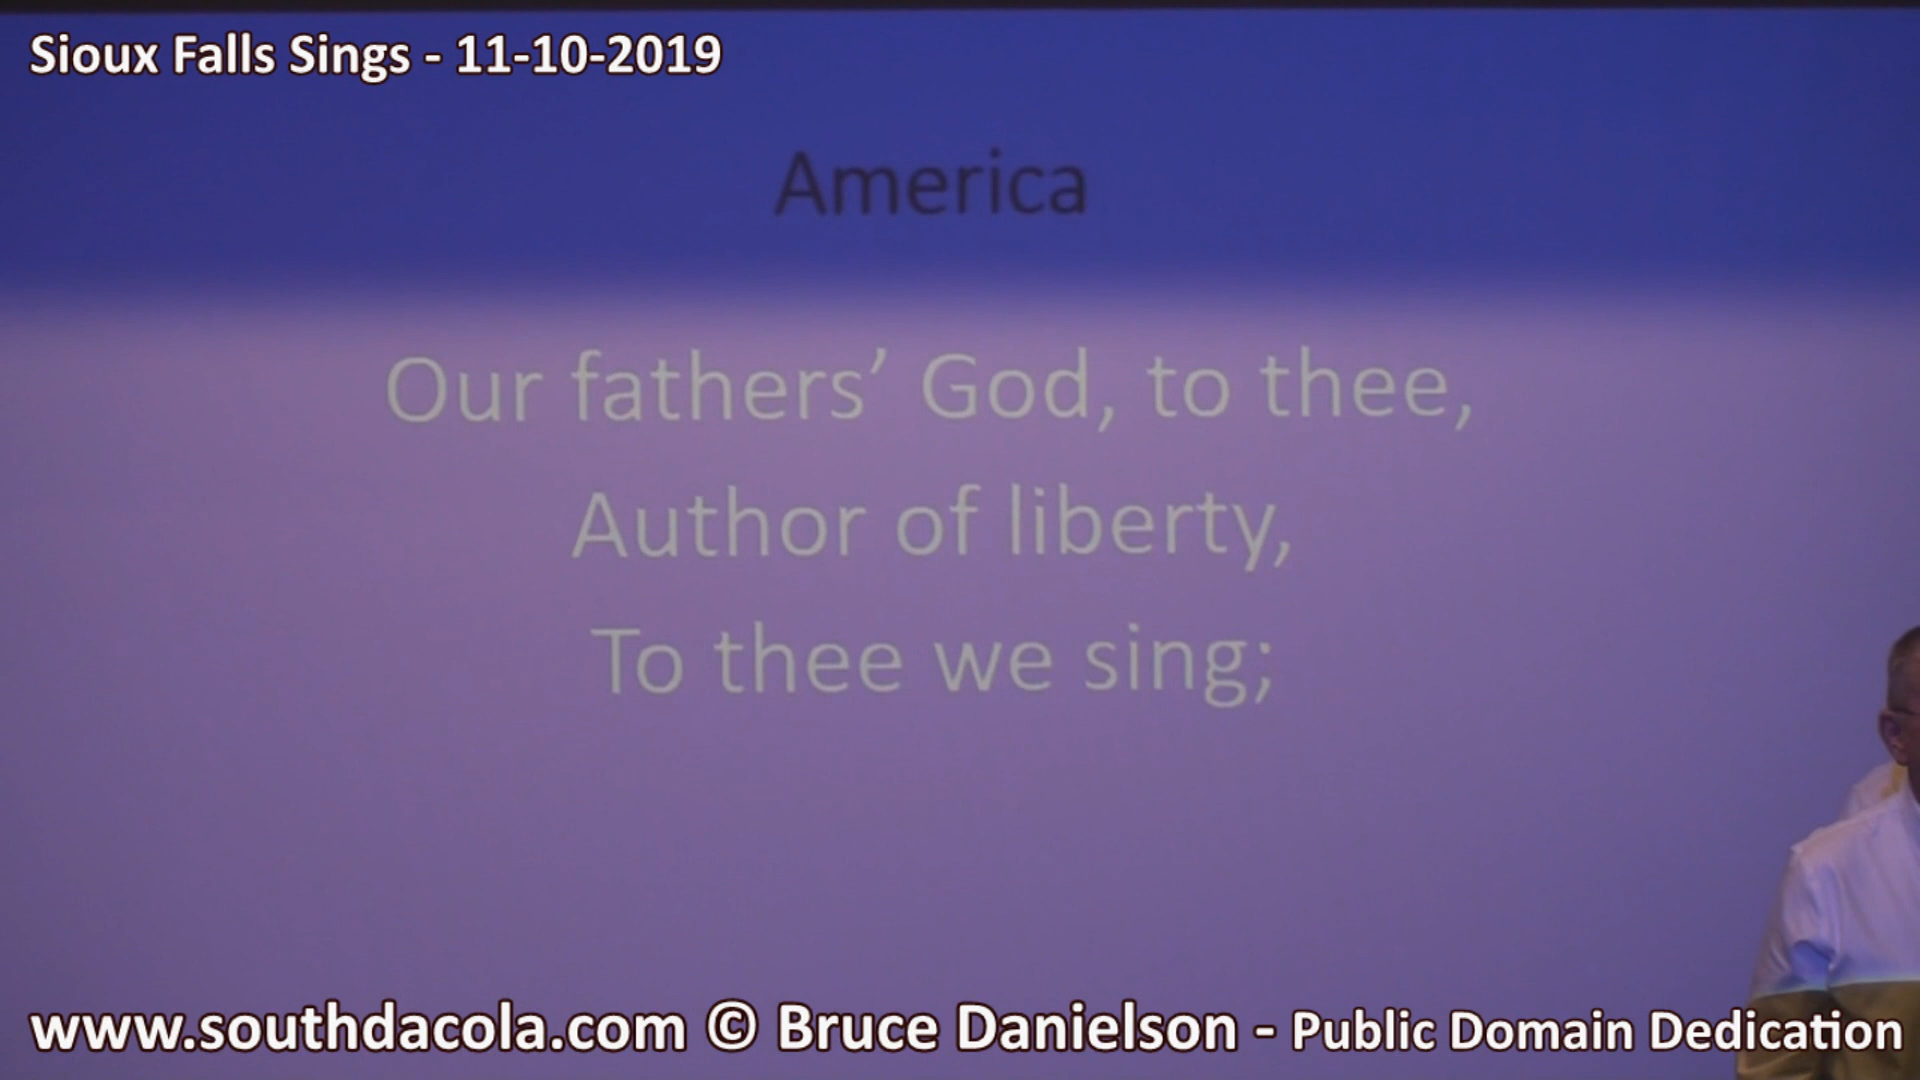 Sioux Falls Sings - 11-10-2019
America
Our fathers’ God, to thee,
Author of liberty,
To thee we sing;
www.southdacola.com © Bruce Danielson - Public Domain Dedication